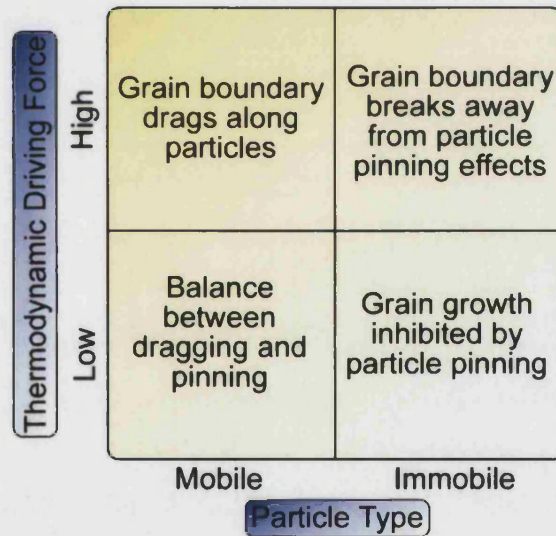 Thermodynamic Driving Force
High
Grain boundary
drags along
particles
Grain boundary
breaks away
from particle
pinning effects
Low
Balance
between
dragging and
pinning
Grain growth
inhibited by
particle pinning
Mobile
Immobile
Particle Type